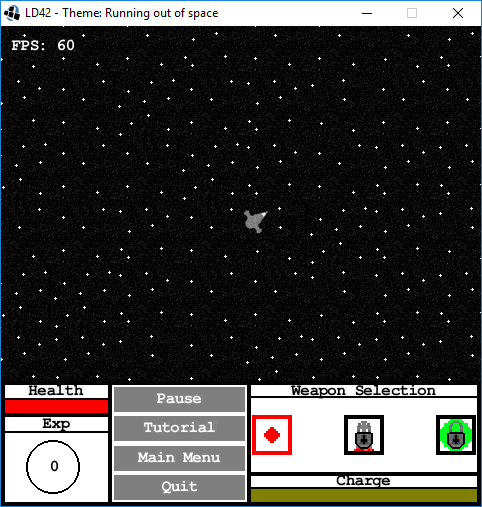 LD42 - Theme: Running out of space
FPS: 60
Health
Exp
0
Pause
Tutorial
Main Menu
Quit
Weapon Selection
Charge